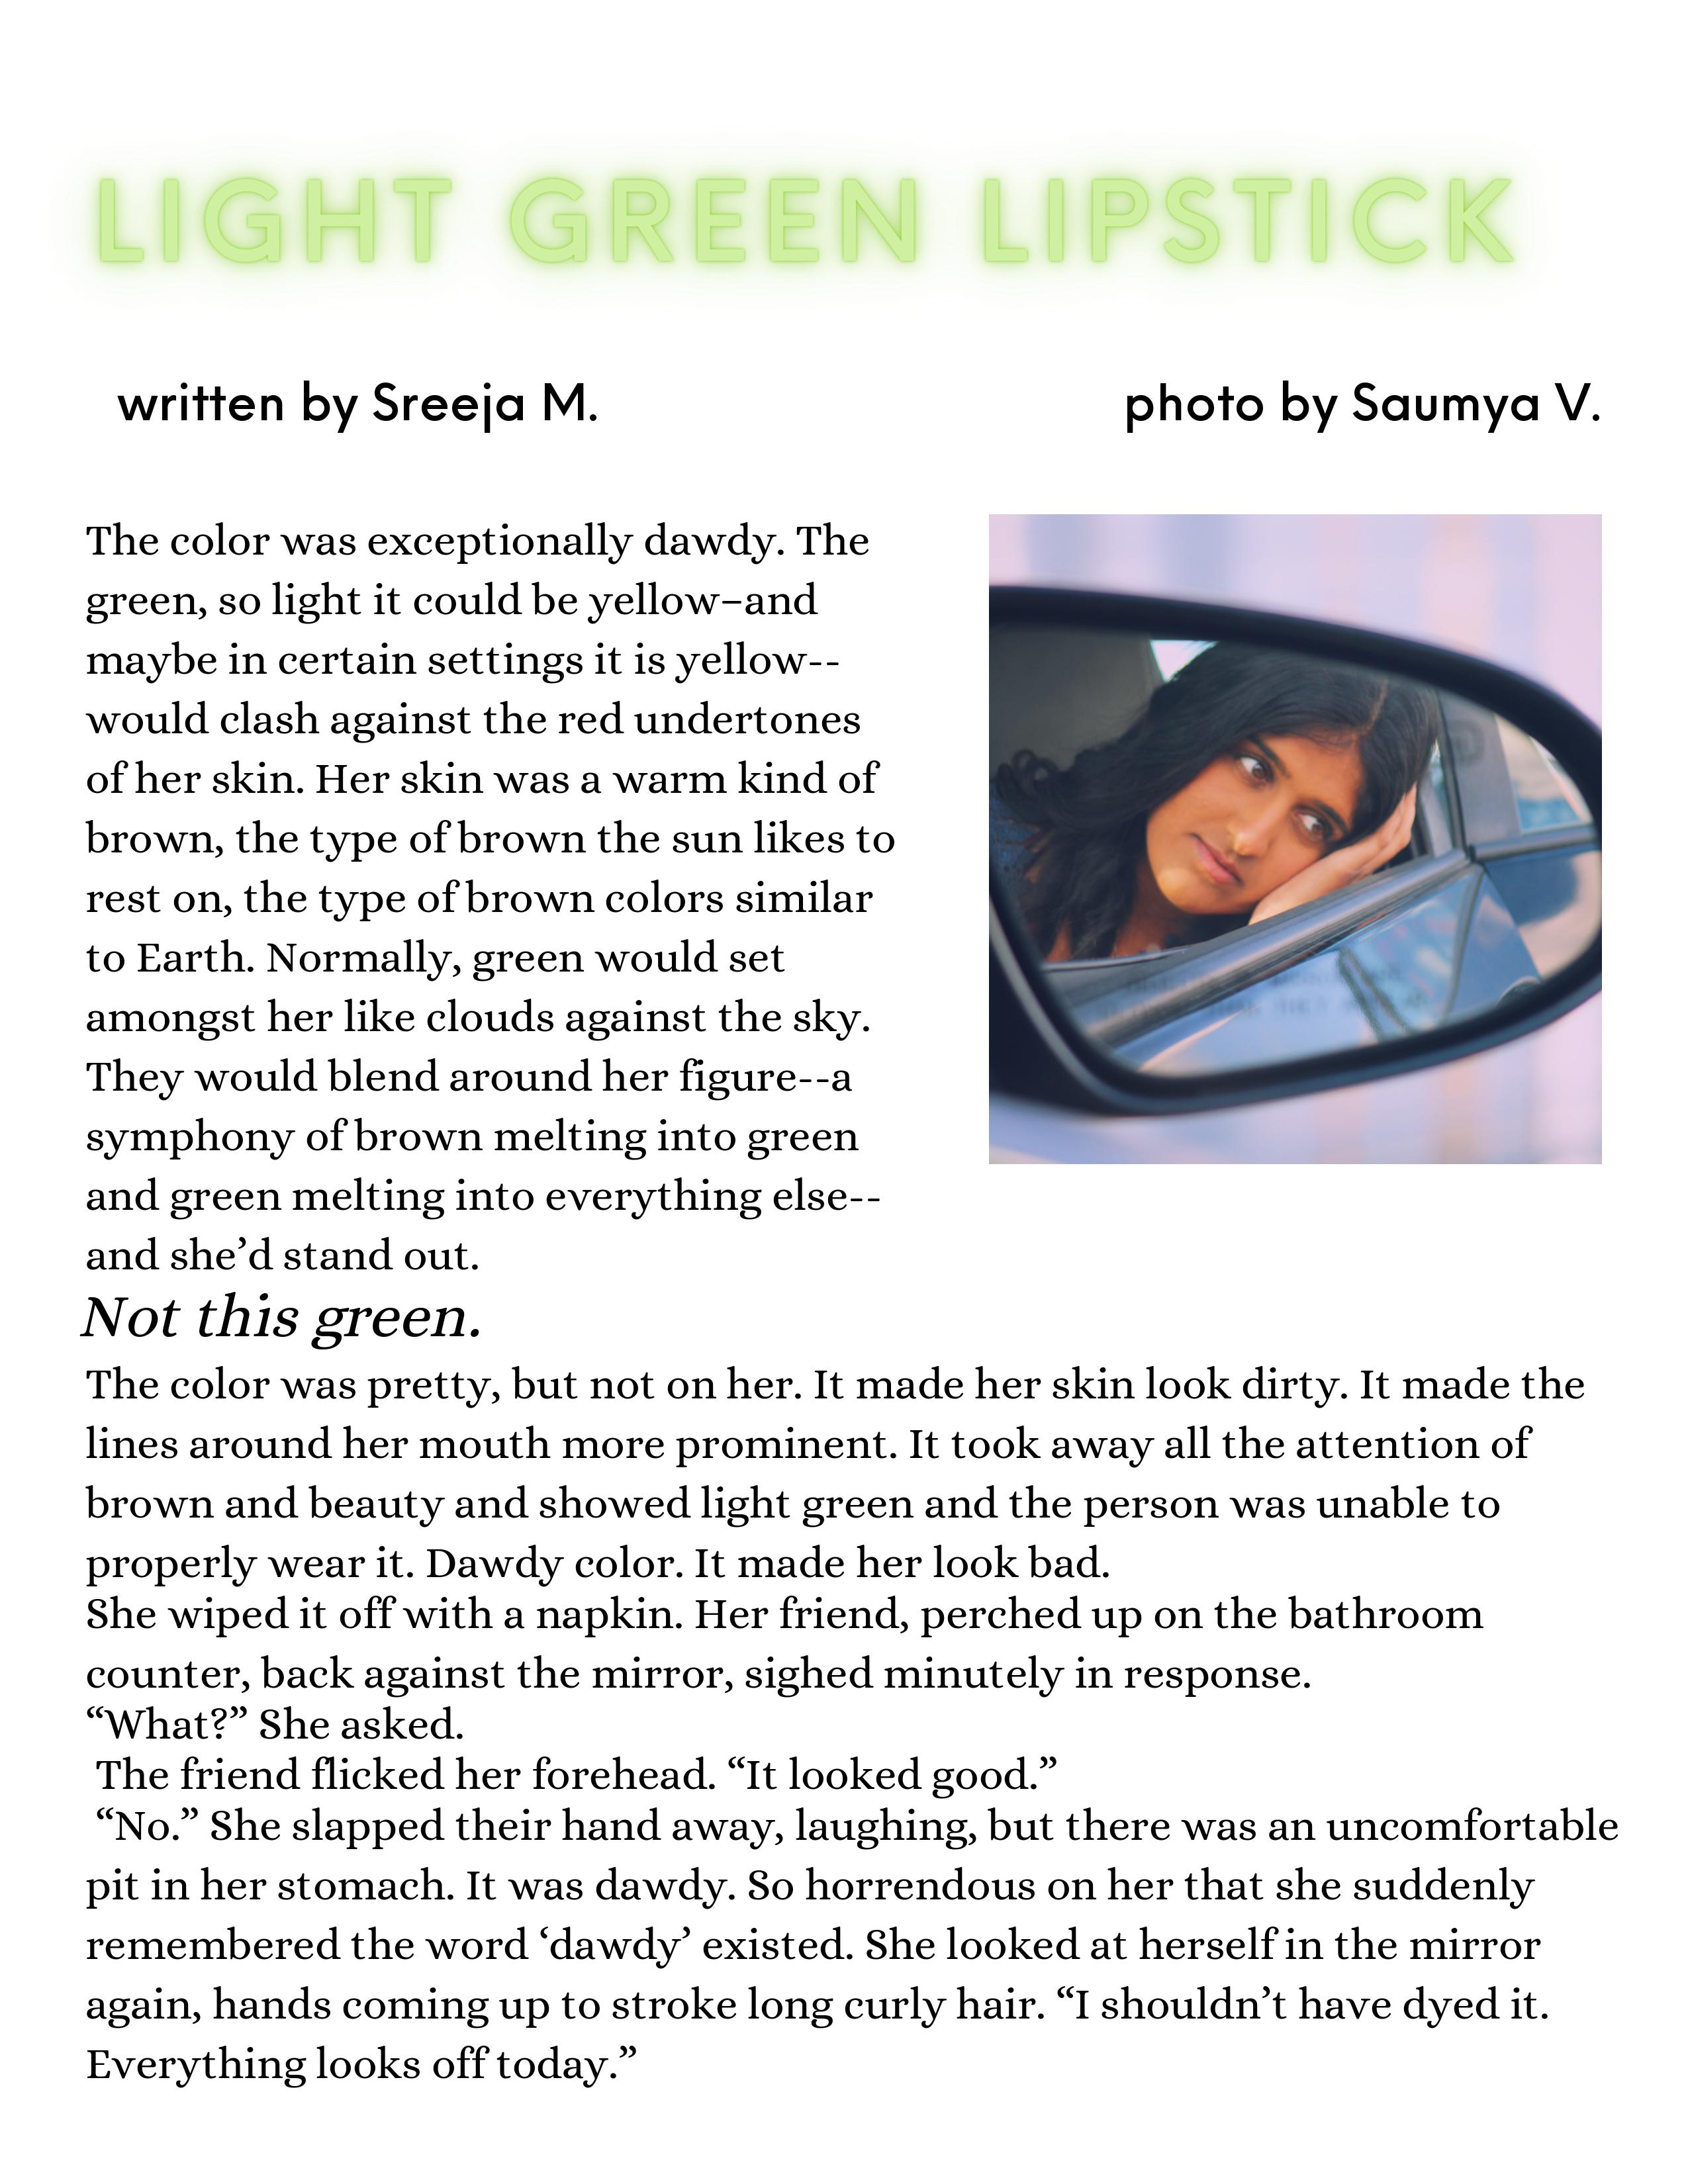 LIGHT GREEN LIPSTICK
written by Sreeja M.
photo by Saumya V.
The color was exceptionally dawdy. The
green, so light it could be yellow–and
maybe in certain settings it is yellow--
would clash against the red undertones
of her skin. Her skin was a warm kind of
brown, the type of brown the sun likes to
rest on, the type of brown colors similar
to Earth. Normally, green would set
amongst her like clouds against the sky.
They would blend around her figure--a
symphony of brown melting into green
and green melting into everything else--
and she’d stand out.
Not this green.
The color was pretty, but not on her. It made her skin look dirty. It made the
lines around her mouth more prominent. It took away all the attention of
brown and beauty and showed light green and the person was unable to
properly wear it. Dawdy color. It made her look bad.
She wiped it off with a napkin. Her friend, perched up on the bathroom
counter, back against the mirror, sighed minutely in response.
“What?” She asked.
The friend flicked her forehead. “It looked good.”
“No.” She slapped their hand away, laughing, but there was an uncomfortable
pit in her stomach. It was dawdy. So horrendous on her that she suddenly
remembered the word ‘dawdy’ existed. She looked at herself in the mirror
again, hands coming up to stroke long curly hair. “I shouldn’t have dyed it.
Everything looks off today.”